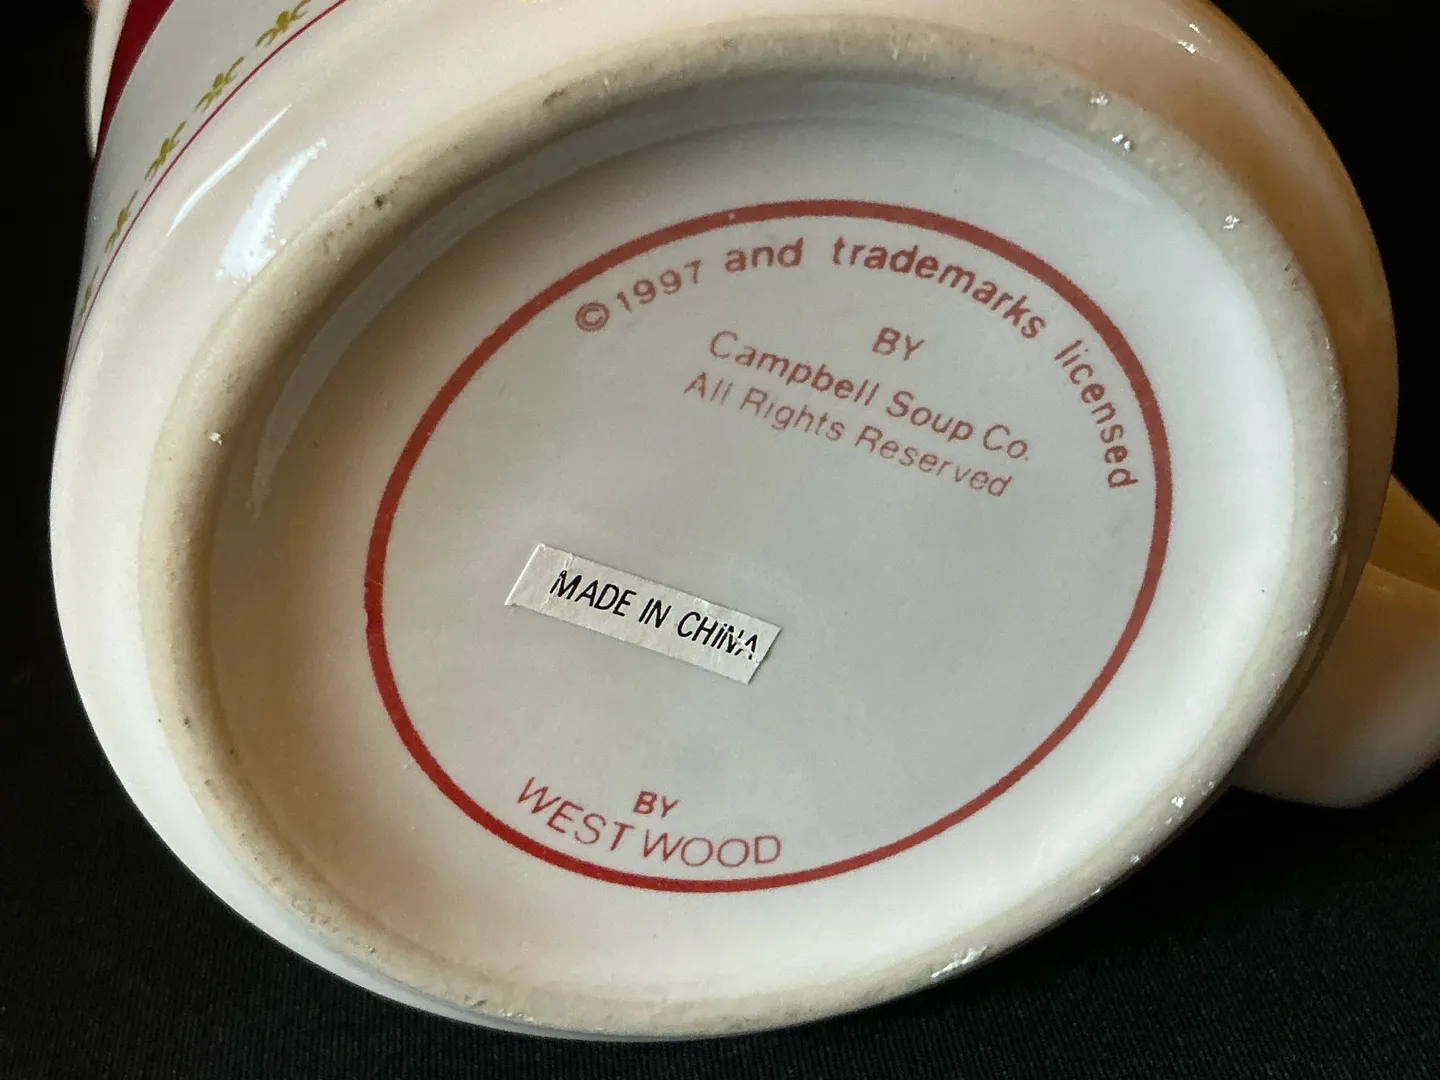 © 1997 and trademarks licensed
BY
Campbell Soup Co.
All Rights Reserved
MADE IN CHINA
BY
WESTWOOD